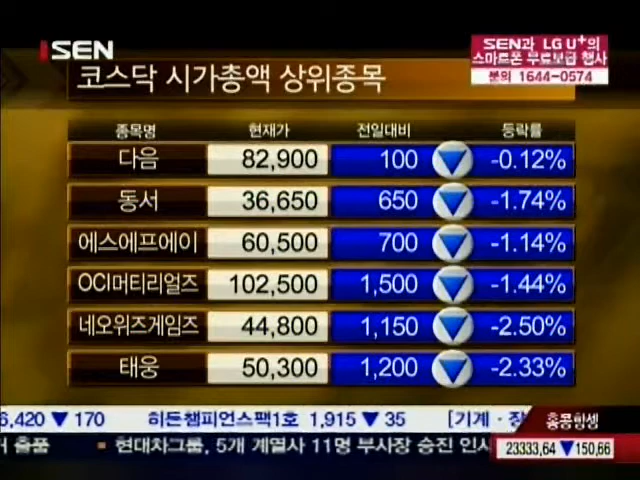 SEN
SEN과 LG U+의
스마트폰 무료보급 행사
문의 1644-0574
코스닥 시가총액 상위종목
종목명 현재가 전일대비 등락률
다음 82,900 100 ▼ -0.12%
동서 36,650 650 ▼ -1.74%
에스에프에이 60,500 700 ▼ -1.14%
OCI머티리얼즈 102,500 1,500 ▼ -1.44%
네오위즈게임즈 44,800 1,150 ▼ -2.50%
태웅 50,300 1,200 ▼ -2.33%
6,420 ▼ 170 히든챔피언스팩1호 1,915 ▼ 35 [기계·장
홍콩항셍
출품 ■ 현대차그룹, 5개 계열사 11명 부사장 승진 인사
23333,64 ▼150,66